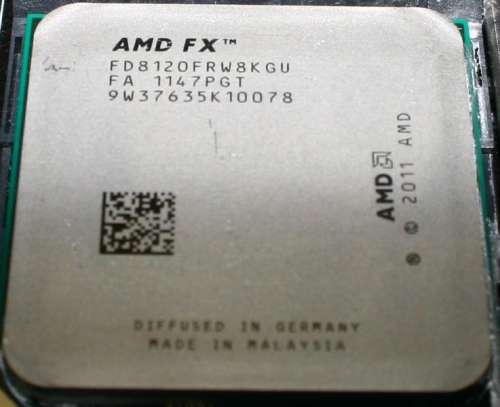 AMD FX™
FD8120FRW8KGU
FA 1147PGT
9W37635K10078
AMD
© 2011 AMD
DIFFUSED IN GERMANY
MADE IN MALAYSIA